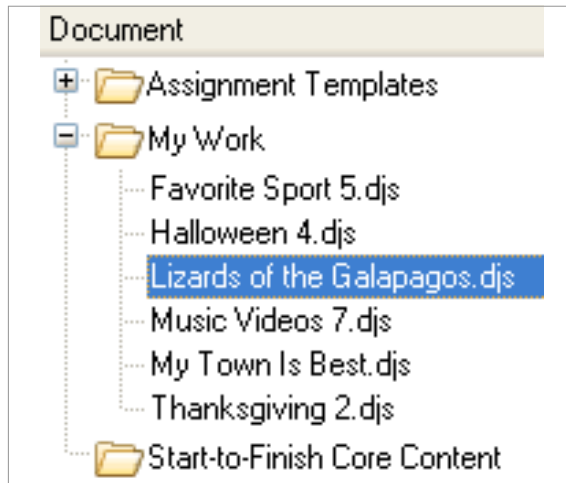 Document
Assignment Templates
My Work
Favorite Sport 5.djs
Halloween 4.djs
Lizards of the Galapagos.djs
Music Videos 7.djs
My Town Is Best.djs
Thanksgiving 2.djs
Start-to-Finish Core Content